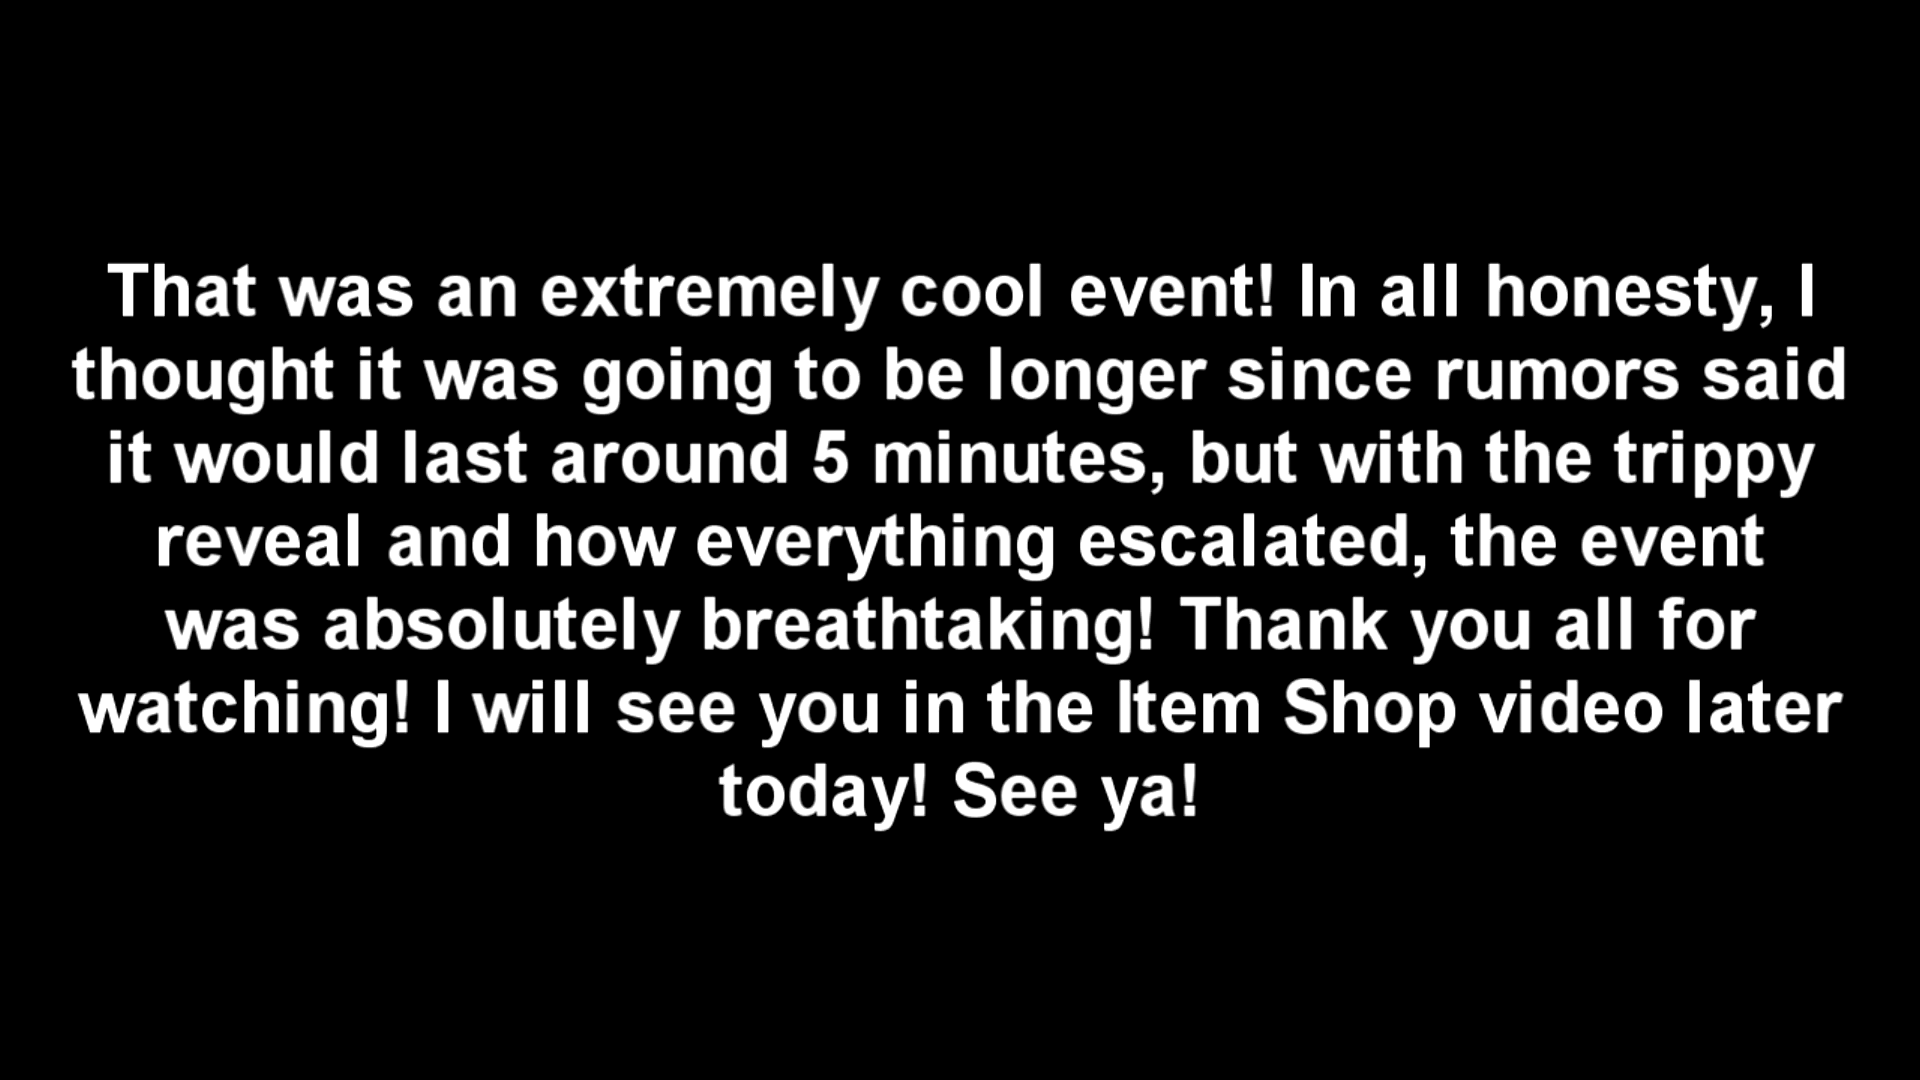 That was an extremely cool event! In all honesty, I
thought it was going to be longer since rumors said
it would last around 5 minutes, but with the trippy
reveal and how everything escalated, the event
was absolutely breathtaking! Thank you all for
watching! I will see you in the Item Shop video later
today! See ya!